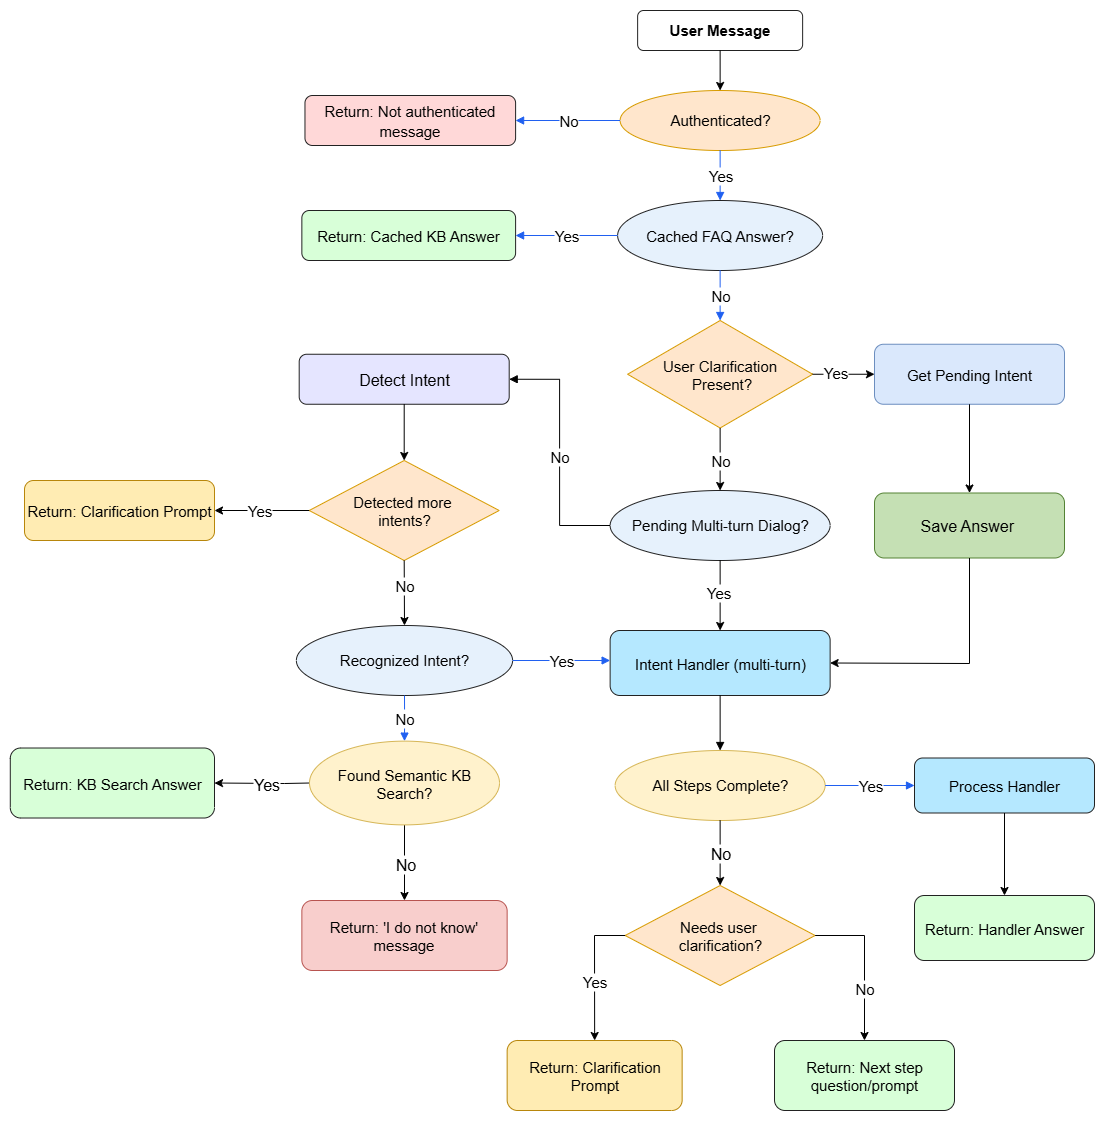 User Message
Return: Not authenticated
message
No
Authenticated?
Yes
Return: Cached KB Answer
Yes
Cached FAQ Answer?
No
User Clarification
Present?
Yes
Get Pending Intent
Detect Intent
No
No
Return: Clarification Prompt
Yes
Detected more
intents?
Pending Multi-turn Dialog?
Save Answer
No
Yes
Recognized Intent?
Yes
Intent Handler (multi-turn)
No
Return: KB Search Answer
Yes
Found Semantic KB
Search?
All Steps Complete?
Yes
Process Handler
No
No
Return: 'I do not know'
message
Needs user
clarification?
Return: Handler Answer
Yes
No
Return: Clarification
Prompt
Return: Next step
question/prompt